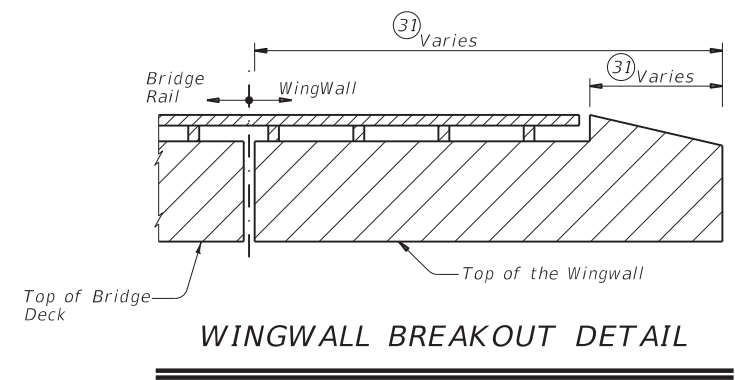 31 Varies
31 Varies
Bridge
Rail
WingWall
Top of the Wingwall
Top of Bridge
Deck
WINGWALL BREAKOUT DETAIL